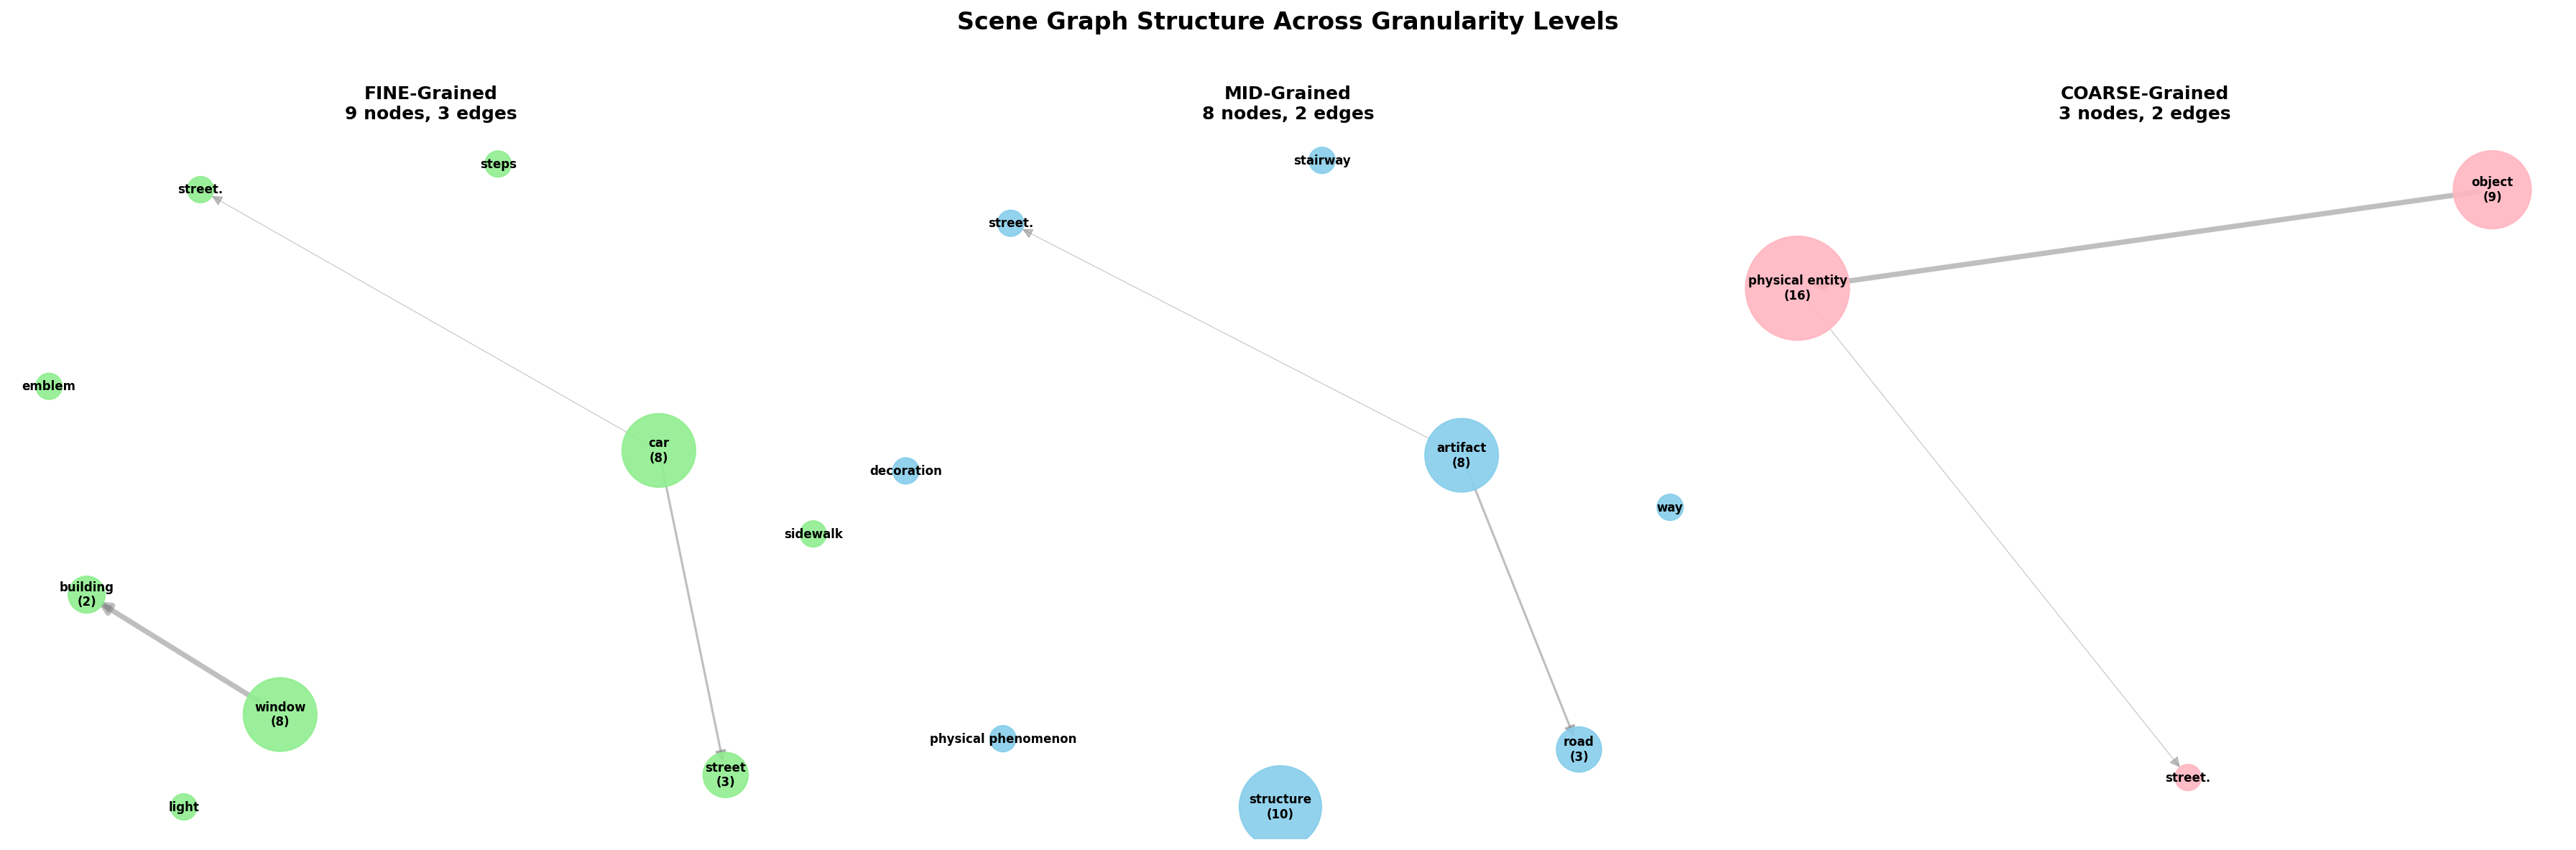 Scene Graph Structure Across Granularity Levels
FINE-Grained
9 nodes, 3 edges
steps
street.
emblem
car
(8)
sidewalk
building
(2)
window
(8)
street
(3)
light
MID-Grained
8 nodes, 2 edges
stairway
street.
artifact
(8)
decoration
way
physical phenomenon
road
(3)
structure
(10)
COARSE-Grained
3 nodes, 2 edges
object
(9)
physical entity
(16)
street.